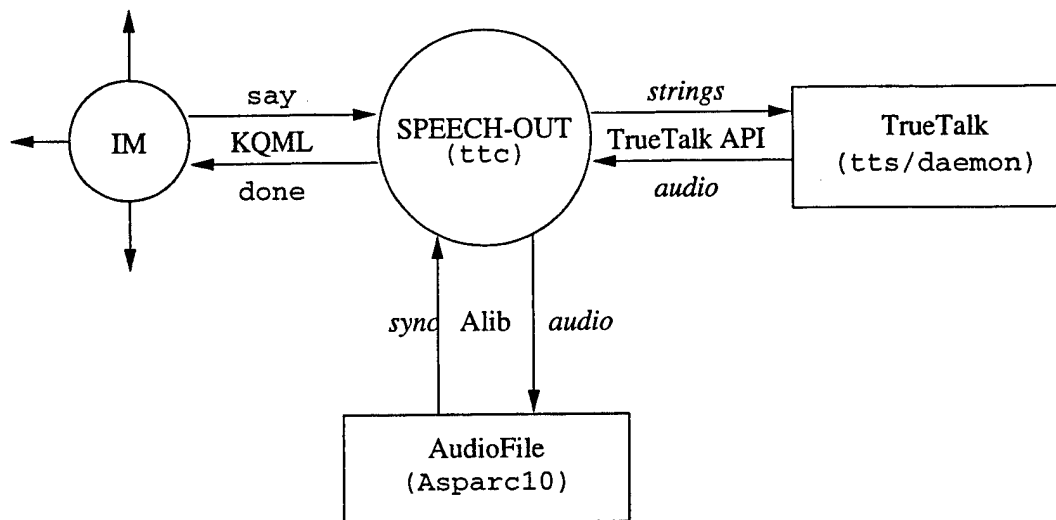 IM
say
KQML
done
SPEECH-OUT
(ttc)
strings
TrueTalk API
audio
TrueTalk
(tts/daemon)
sync
Alib
audio
AudioFile
(Asparc10)